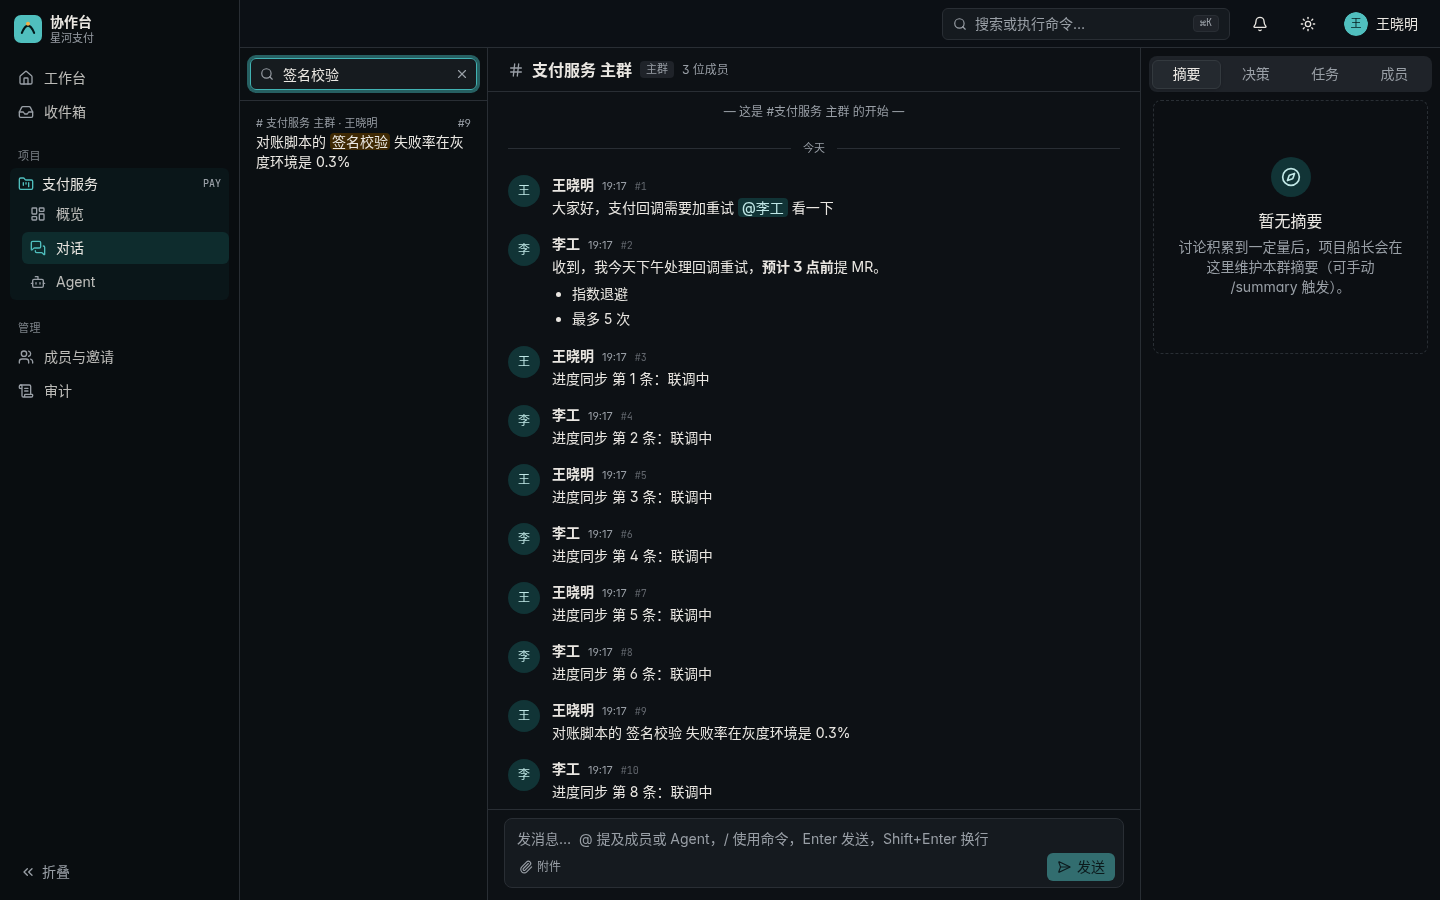 协作台
星河支付
工作台
收件箱
项目
支付服务 PAY
概览
对话
Agent
管理
成员与邀请
审计
折叠
搜索或执行命令... ⌘K
王 王晓明
签名校验
# 支付服务 主群 · 王晓明 #9
对账脚本的 签名校验 失败率在灰
度环境是 0.3%
支付服务 主群 主群 3 位成员
— 这是 #支付服务 主群 的开始 —
今天
王 王晓明 19:17 #1
大家好，支付回调需要加重试 @李工 看一下
李 李工 19:17 #2
收到，我今天下午处理回调重试，预计 3 点前提 MR。
• 指数退避
• 最多 5 次
王 王晓明 19:17 #3
进度同步 第 1 条：联调中
李 李工 19:17 #4
进度同步 第 2 条：联调中
王 王晓明 19:17 #5
进度同步 第 3 条：联调中
李 李工 19:17 #6
进度同步 第 4 条：联调中
王 王晓明 19:17 #7
进度同步 第 5 条：联调中
李 李工 19:17 #8
进度同步 第 6 条：联调中
王 王晓明 19:17 #9
对账脚本的 签名校验 失败率在灰度环境是 0.3%
李 李工 19:17 #10
进度同步 第 8 条：联调中
发消息... @ 提及成员或 Agent，/ 使用命令，Enter 发送，Shift+Enter 换行
附件
发送
摘要 决策 任务 成员
暂无摘要
讨论积累到一定量后，项目船长会在
这里维护本群摘要（可手动
/summary 触发）。